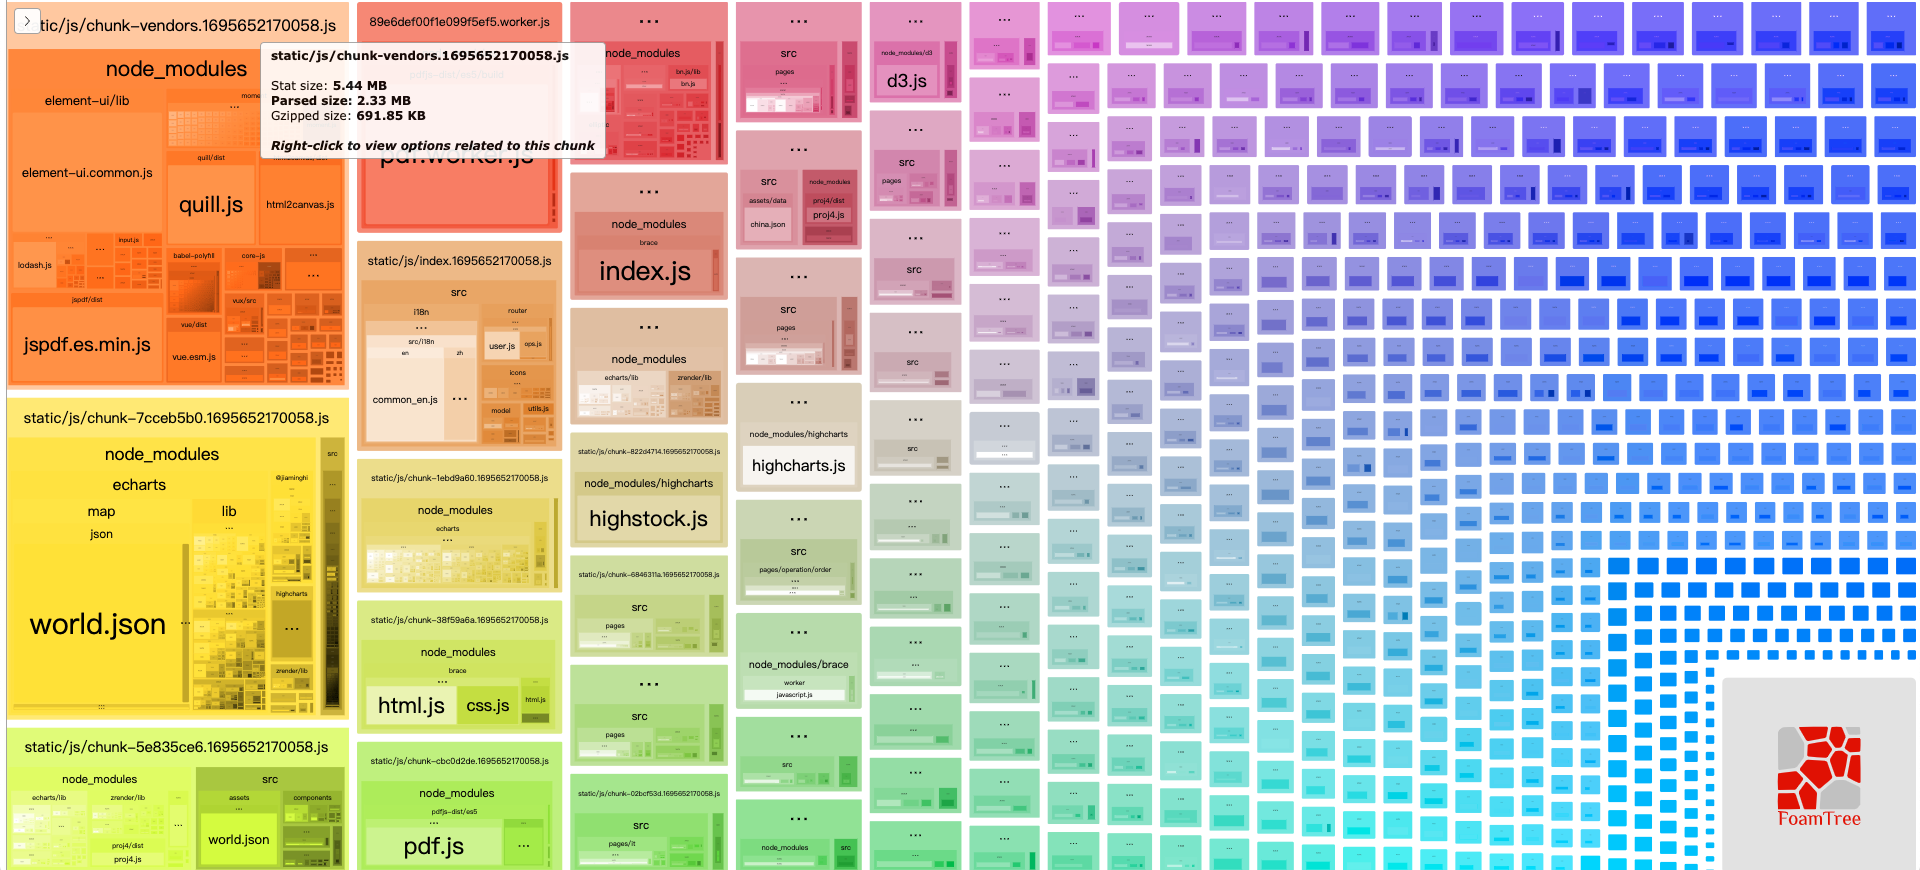 static/js/chunk-vendors.1695652170058.js
Stat size: 5.44 MB
Parsed size: 2.33 MB
Gzipped size: 691.85 KB
Right-click to view options related to this chunk
tic/js/chunk-vendors.1695652170058.js
node_modules
element-ui/lib
element-ui.common.js
quill/dist
quill.js
html2canvas.js
lodash.js
input.js
babel-polyfill
core-js
jspdf/dist
jspdf.es.min.js
vux/src
vue/dist
vue.esm.js
static/js/chunk-7cceb5b0.1695652170058.js
node_modules
echarts
map
json
world.json
lib
@jiaminghi
highcharts
zrender/lib
src
static/js/chunk-5e835ce6.1695652170058.js
node_modules
echarts/lib
zrender/lib
proj4/dist
proj4.js
src
assets
world.json
components
89e6def00f1e099f5ef5.worker.js
static/js/index.1695652170058.js
src
i18n
src/i18n
en
zh
common_en.js
router
user.js
ops.js
icons
model
utils.js
static/js/chunk-1ebd9a60.1695652170058.js
node_modules
echarts
static/js/chunk-38f59a6a.1695652170058.js
node_modules
brace
html.js
css.js
html.js
static/js/chunk-cbc0d2de.1695652170058.js
node_modules
pdfjs-dist/es5
pdf.js
node_modules
bn.js/lib
bn.js
node_modules
brace
index.js
node_modules
echarts/lib
zrender/lib
static/js/chunk-822d4714.1695652170058.js
node_modules/highcharts
highstock.js
static/js/chunk-6846311a.1695652170058.js
src
pages
src
pages
static/js/chunk-02bcf53d.1695652170058.js
src
pages/it
src
pages
src
assets/data
china.json
node_modules
proj4/dist
proj4.js
src
pages
node_modules/highcharts
highcharts.js
src
pages/operation/order
node_modules/brace
worker
javascript.js
src
node_modules
src
node_modules/d3
d3.js
src
pages
src
src
src
FoamTree